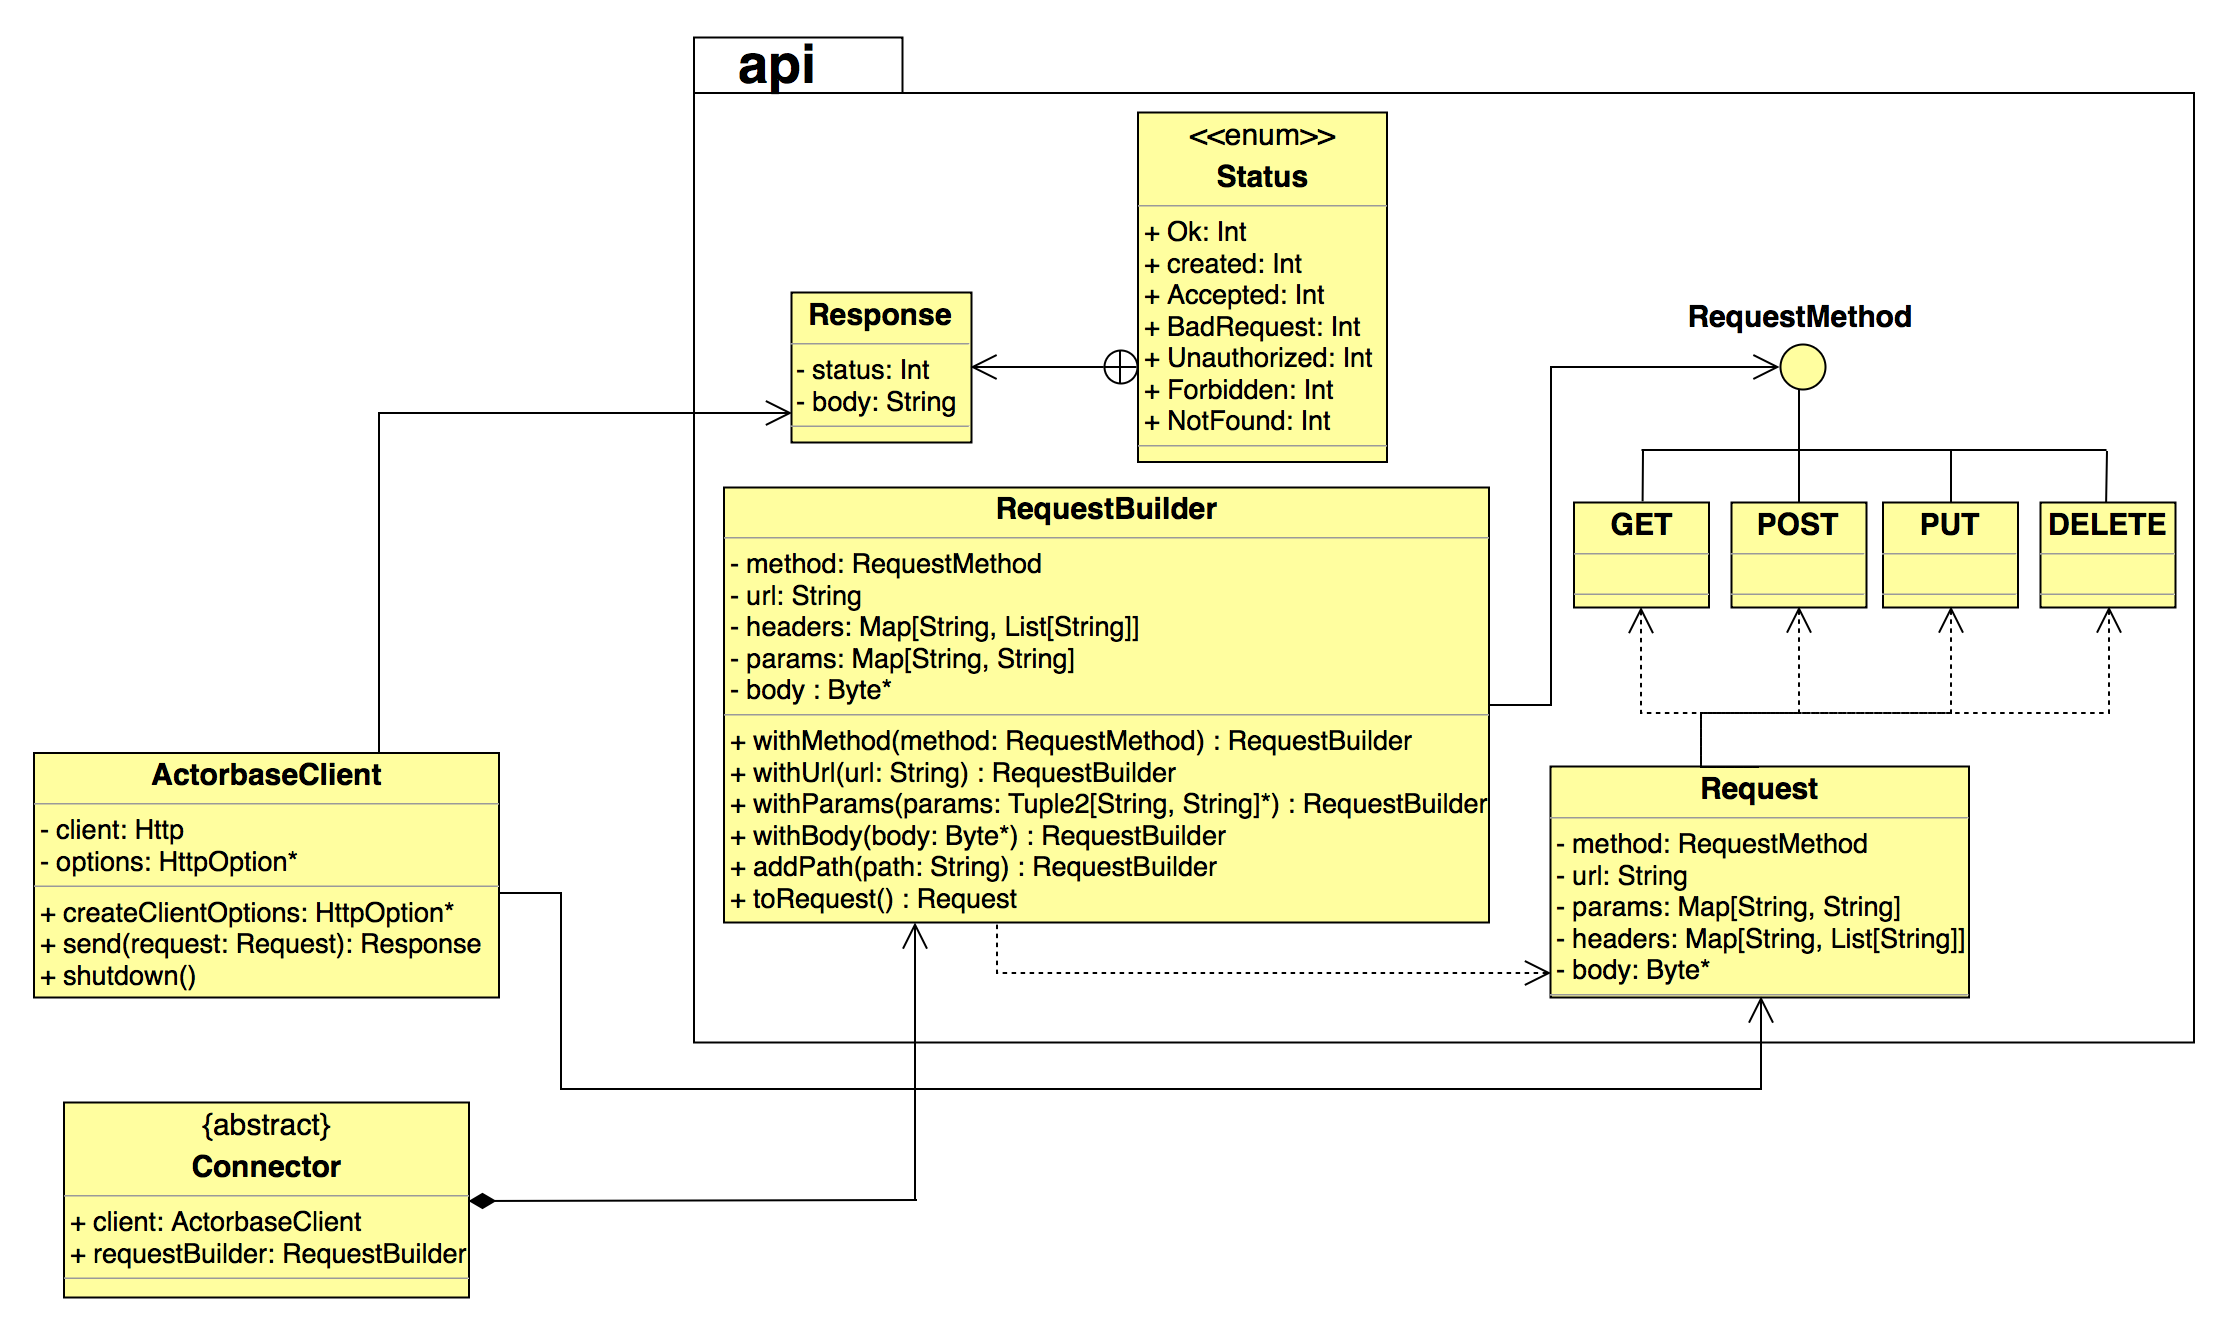 api
<<enum>>
Status
+ Ok: Int
+ created: Int
+ Accepted: Int
+ BadRequest: Int
+ Unauthorized: Int
+ Forbidden: Int
+ NotFound: Int
Response
- status: Int
- body: String
RequestMethod
GET
POST
PUT
DELETE
RequestBuilder
- method: RequestMethod
- url: String
- headers: Map[String, List[String]]
- params: Map[String, String]
- body : Byte*
+ withMethod(method: RequestMethod) : RequestBuilder
+ withUrl(url: String) : RequestBuilder
+ withParams(params: Tuple2[String, String]*) : RequestBuilder
+ withBody(body: Byte*) : RequestBuilder
+ addPath(path: String) : RequestBuilder
+ toRequest() : Request
ActorbaseClient
- client: Http
- options: HttpOption*
+ createClientOptions: HttpOption*
+ send(request: Request): Response
+ shutdown()
Request
- method: RequestMethod
- url: String
- params: Map[String, String]
- headers: Map[String, List[String]]
- body: Byte*
{abstract}
Connector
+ client: ActorbaseClient
+ requestBuilder: RequestBuilder